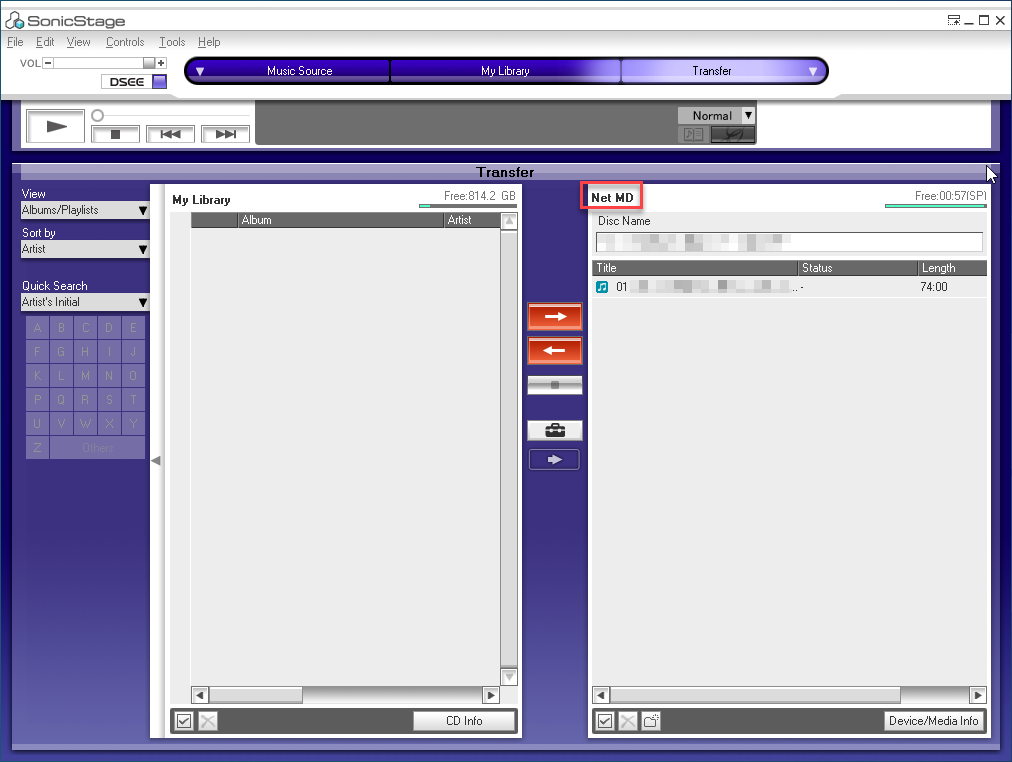 SonicStage
File Edit View Controls Tools Help
VOL
DSEE
Music Source My Library Transfer
Normal
Transfer
View
Albums/Playlists
Sort by
Artist
Quick Search
Artist's Initial
A B C D E
F G H I J
K L M N O
P Q R S T
U V W X Y
Z Others
My Library Free:814.2 GB
Album Artist
CD Info
Net MD Free:00:57(SP)
Disc Name
Title Status Length
01 ..- 74:00
Device/Media Info